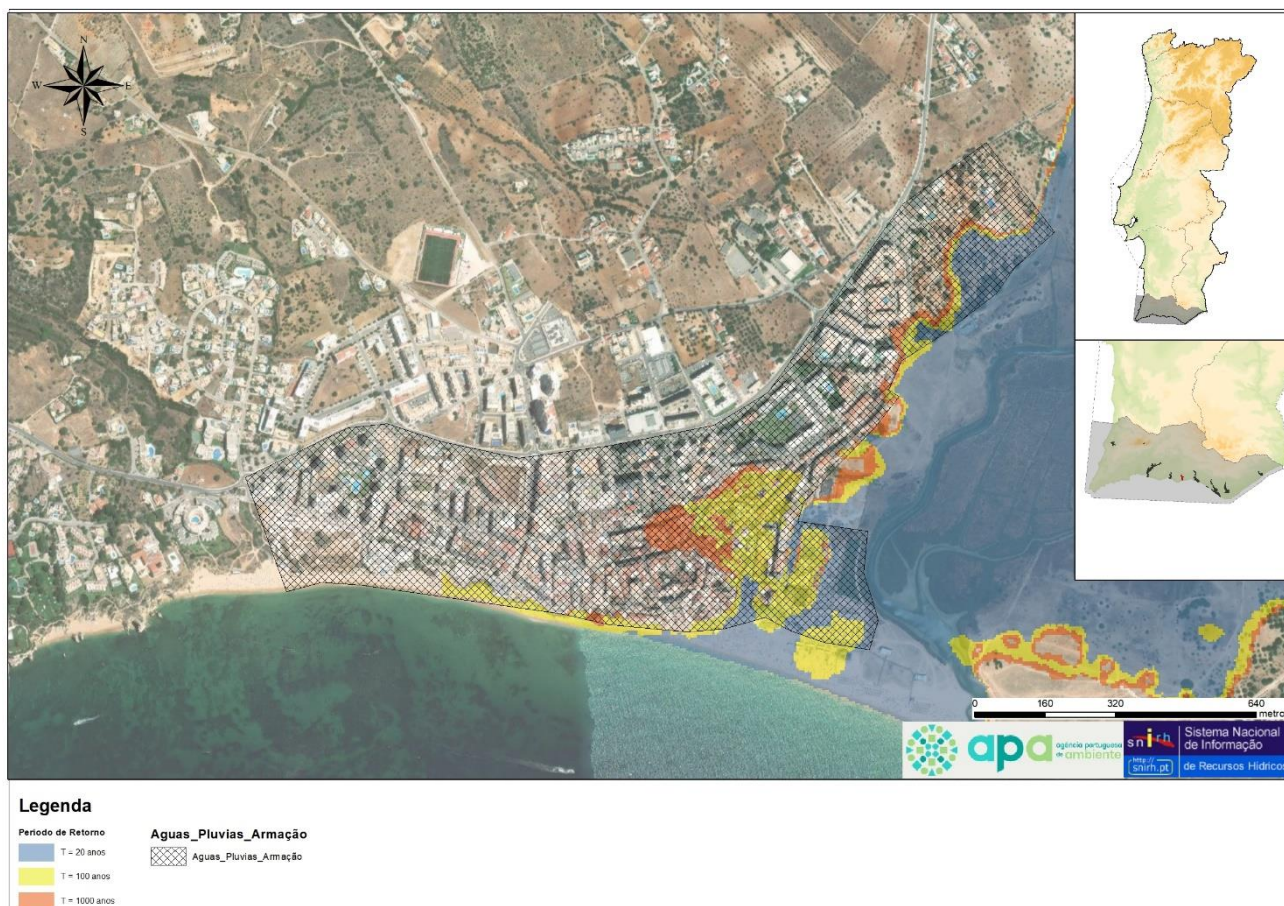 N
W
E
S
0
160
320
640
metro
apa
agência portuguesa
do ambiente
snirh
http://
snirh.pt
Sistema Nacional
de Informação
de Recursos Hídricos
Legenda
Período de Retorno
T = 20 anos
T = 100 anos
T = 1000 anos
Aguas_Pluvias_Armação
Aguas_Pluvias_Armação